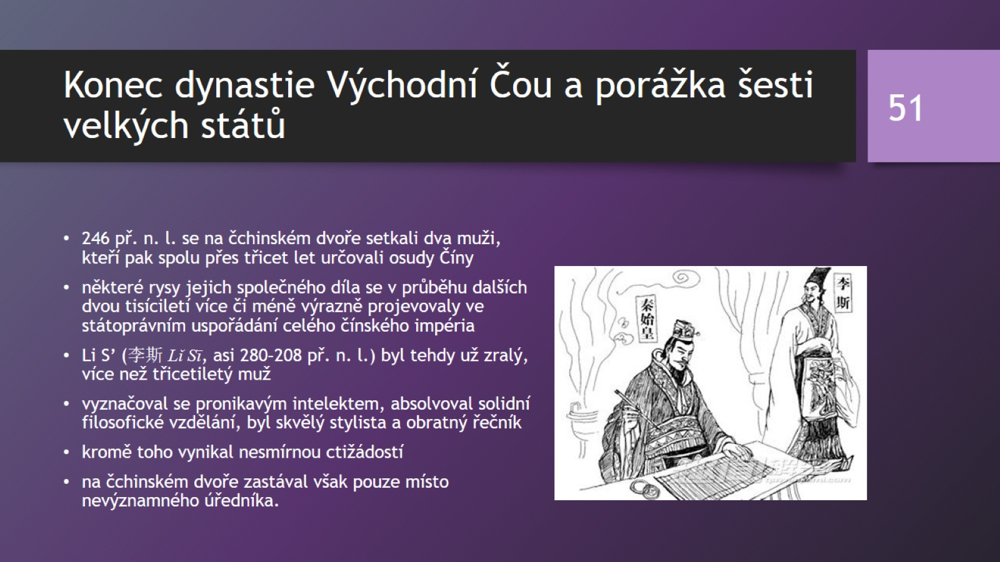 Konec dynastie Východní Čou a porážka šesti
velkých států
51
• 246 př. n. l. se na čchinském dvoře setkali dva muži,
kteří pak spolu přes třicet let určovali osudy Číny
• některé rysy jejich společného díla se v průběhu dalších
dvou tisíciletí více či méně výrazně projevovaly ve
státoprávním uspořádání celého čínského impéria
• Li S’ (李斯 Lǐ Sī, asi 280-208 př. n. l.) byl tehdy už zralý,
více než třicetiletý muž
• vyznačoval se pronikavým intelektem, absolvoval solidní
filosofické vzdělání, byl skvělý stylista a obratný řečník
• kromě toho vynikal nesmírnou ctižádostí
• na čchinském dvoře zastával však pouze místo
nevýznamného úředníka.
秦始皇
李斯